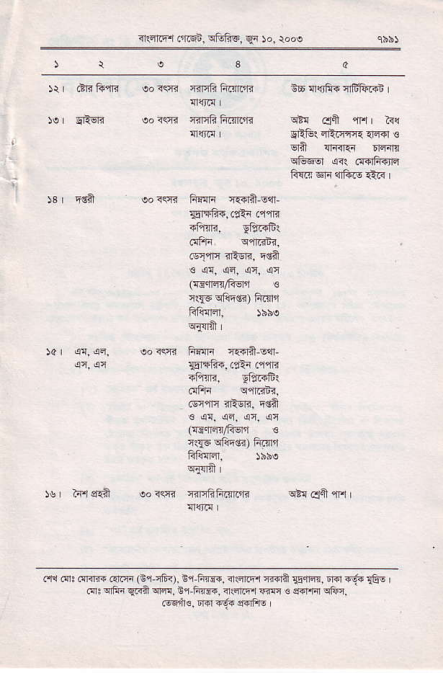 বাংলাদেশ গেজেট, অতিরিক্ত, জুন ১০, ২০০৩ ৭৯৯১
১ ২ ৩ ৪ ৫
১২। ষ্টোর কিপার ৩০ বৎসর সরাসরি নিয়োগের উচ্চ মাধ্যমিক সার্টিফিকেট।
মাধ্যমে।
১৩। ড্রাইভার ৩০ বৎসর সরাসরি নিয়োগের অষ্টম শ্রেণী পাশ। বৈধ
মাধ্যমে। ড্রাইভিং লাইসেন্সসহ হালকা ও
ভারী যানবাহন চালনায়
অভিজ্ঞতা এবং মেকানিক্যাল
বিষয়ে জ্ঞান থাকিতে হইবে।
১৪। দপ্তরী ৩০ বৎসর নিম্নমান সহকারী-তথা-
মুদ্রাক্ষরিক, প্লেইন পেপার
কপিয়ার, ডুপ্লিকেটিং
মেশিন অপারেটর,
ডেসপাস রাইডার, দপ্তরী
ও এম, এল, এস, এস
(মন্ত্রণালয়/বিভাগ ও
সংযুক্ত অধিদপ্তর) নিয়োগ
বিধিমালা, ১৯৯৩
অনুযায়ী।
১৫। এম, এল, ৩০ বৎসর নিম্নমান সহকারী-তথা-
এস, এস মুদ্রাক্ষরিক, প্লেইন পেপার
কপিয়ার, ডুপ্লিকেটিং
মেশিন অপারেটর,
ডেসপাস রাইডার, দপ্তরী
ও এম, এল, এস, এস
(মন্ত্রণালয়/বিভাগ ও
সংযুক্ত অধিদপ্তর) নিয়োগ
বিধিমালা, ১৯৯৩
অনুযায়ী।
১৬। নৈশ প্রহরী ৩০ বৎসর সরাসরি নিয়োগের অষ্টম শ্রেণী পাশ।
মাধ্যমে।
শেখ মোঃ মোবারক হোসেন (উপ-সচিব), উপ-নিয়ন্ত্রক, বাংলাদেশ সরকারী মুদ্রণালয়, ঢাকা কর্তৃক মুদ্রিত।
মোঃ আমিন জুবেরী আলম, উপ-নিয়ন্ত্রক, বাংলাদেশ ফরমস ও প্রকাশনা অফিস,
তেজগাঁও, ঢাকা কর্তৃক প্রকাশিত।